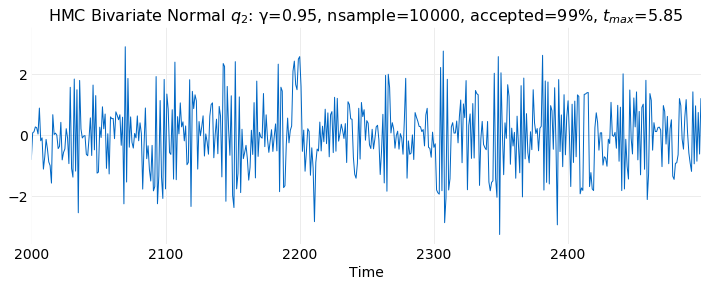 HMC Bivariate Normal q₂: γ=0.95, nsample=10000, accepted=99%, tₘₐₓ=5.85
2
0
−2
2000 2100 2200 2300 2400
Time